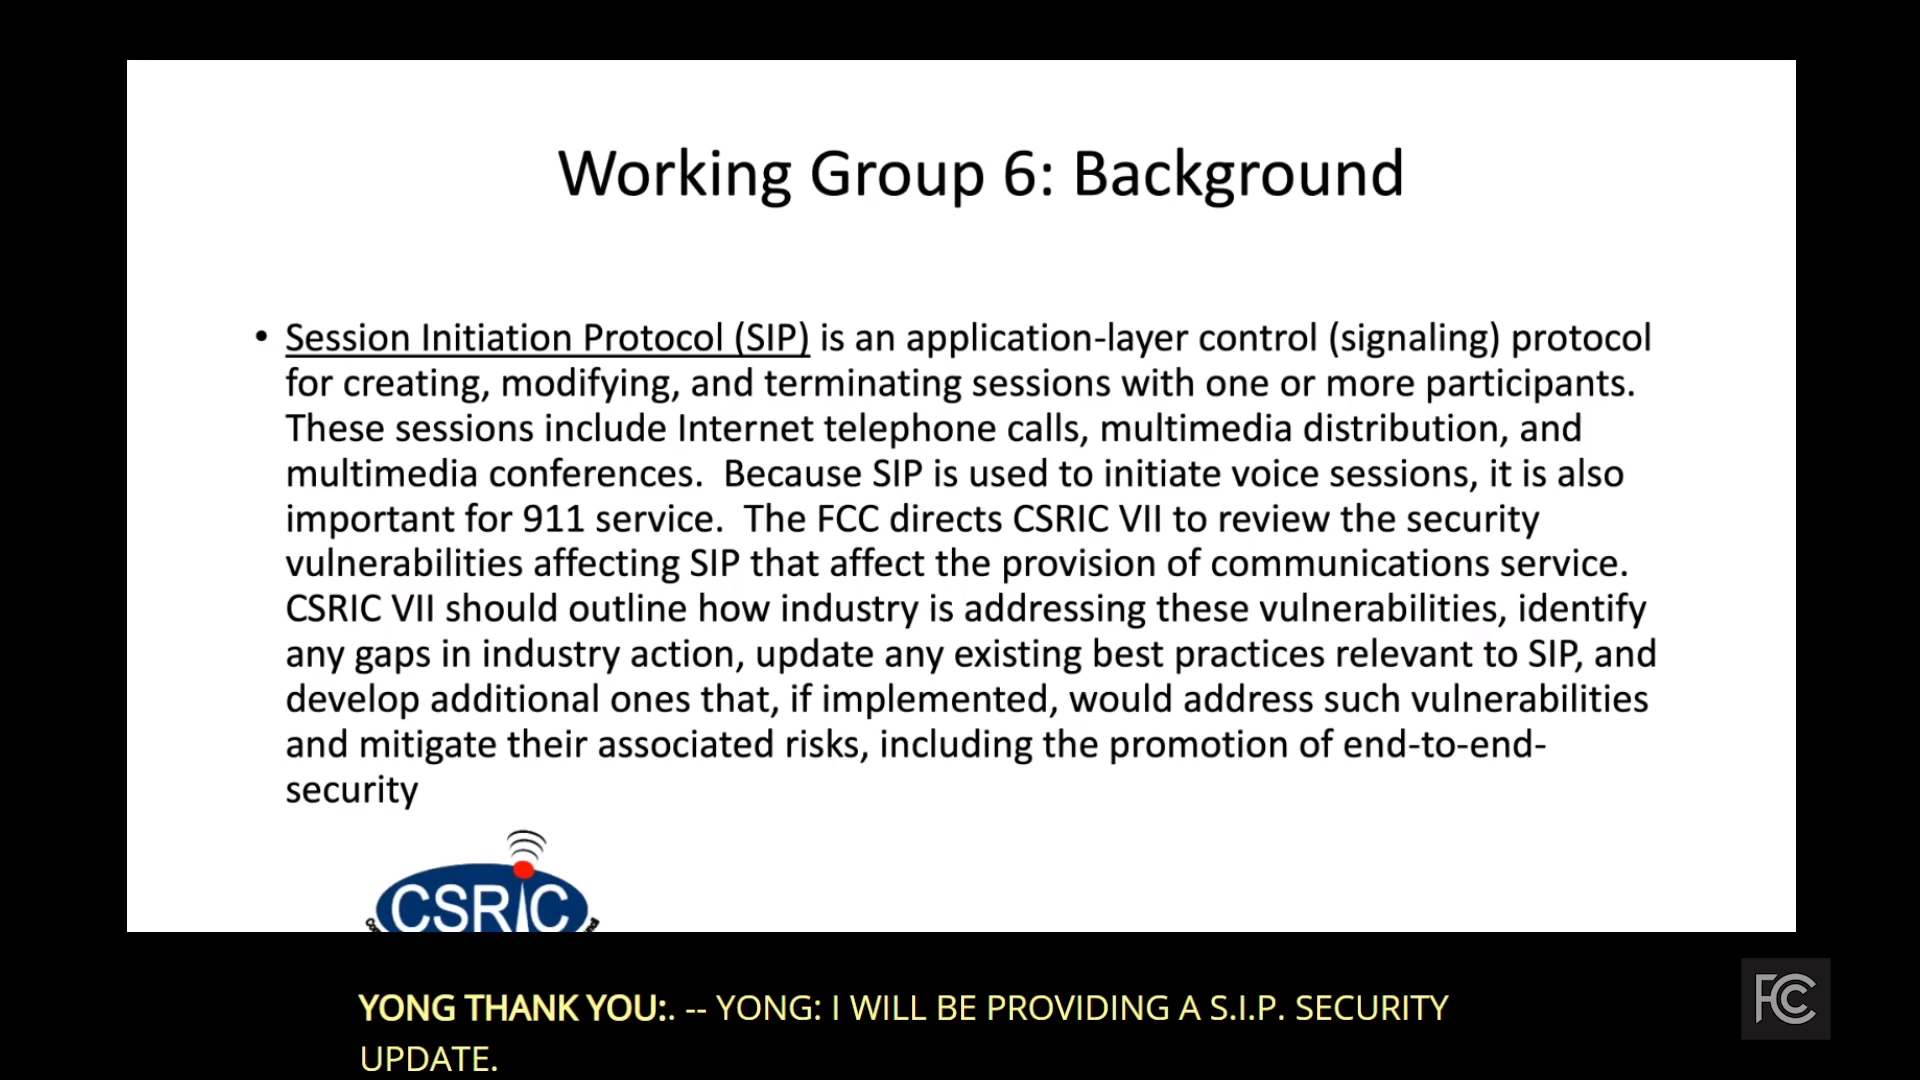 Working Group 6: Background
• Session Initiation Protocol (SIP) is an application-layer control (signaling) protocol
for creating, modifying, and terminating sessions with one or more participants.
These sessions include Internet telephone calls, multimedia distribution, and
multimedia conferences.  Because SIP is used to initiate voice sessions, it is also
important for 911 service.  The FCC directs CSRIC VII to review the security
vulnerabilities affecting SIP that affect the provision of communications service.
CSRIC VII should outline how industry is addressing these vulnerabilities, identify
any gaps in industry action, update any existing best practices relevant to SIP, and
develop additional ones that, if implemented, would address such vulnerabilities
and mitigate their associated risks, including the promotion of end-to-end-
security
CSRIC
YONG THANK YOU:. -- YONG: I WILL BE PROVIDING A S.I.P. SECURITY
UPDATE.
FCC